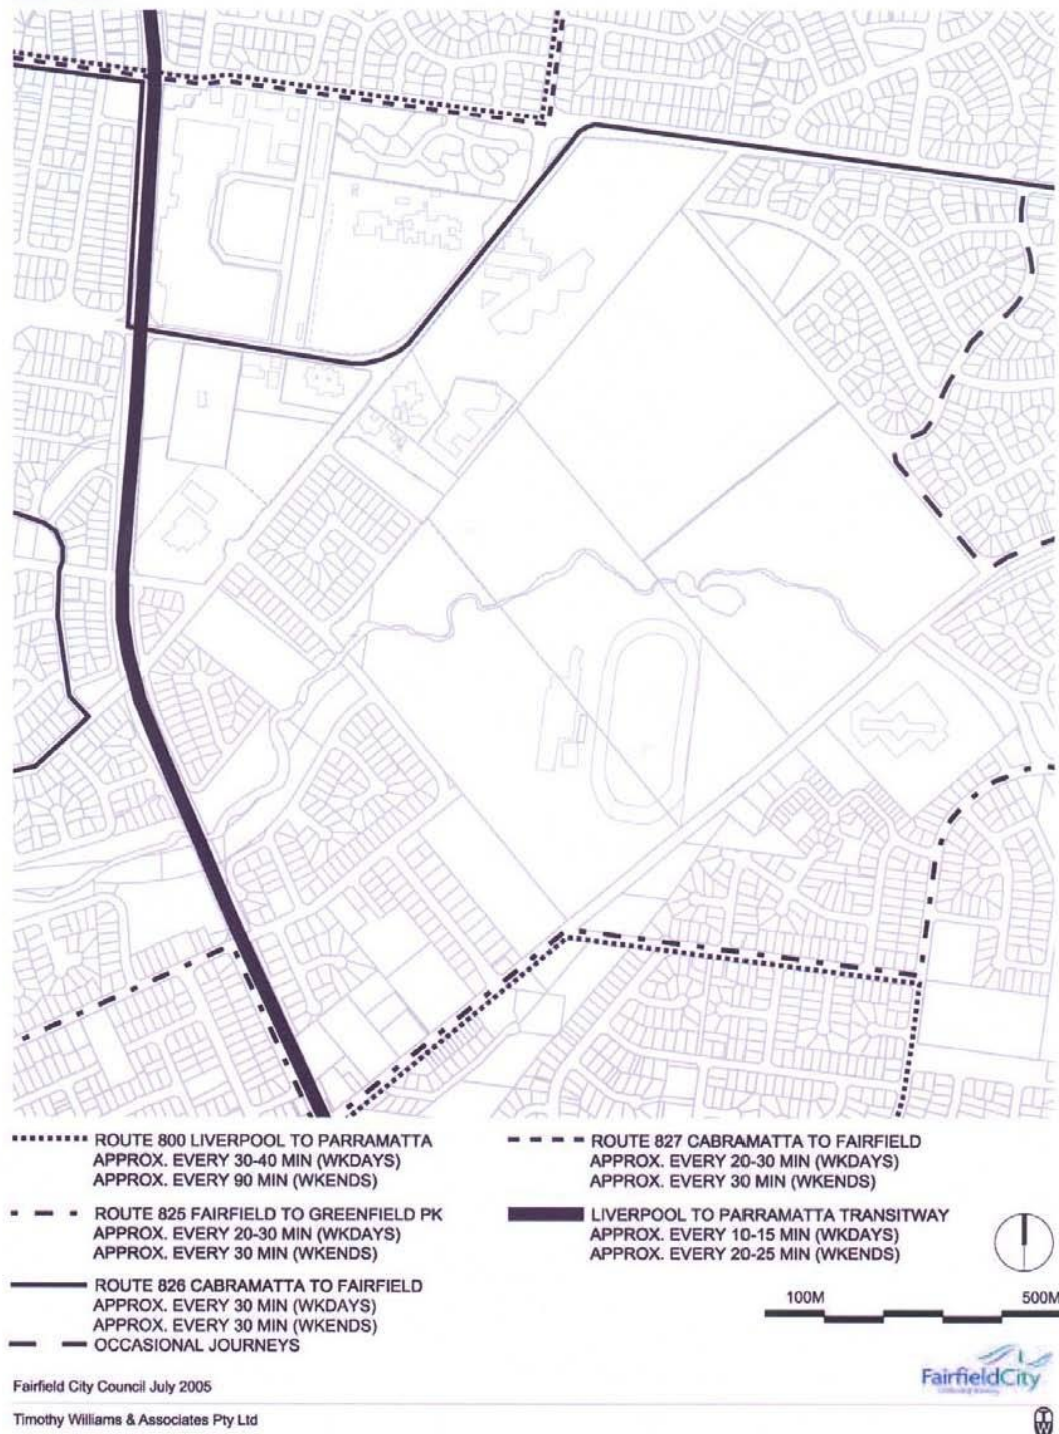 ROUTE 800 LIVERPOOL TO PARRAMATTA
APPROX. EVERY 30-40 MIN (WKDAYS)
APPROX. EVERY 90 MIN (WKENDS)
ROUTE 825 FAIRFIELD TO GREENFIELD PK
APPROX. EVERY 20-30 MIN (WKDAYS)
APPROX. EVERY 30 MIN (WKENDS)
ROUTE 826 CABRAMATTA TO FAIRFIELD
APPROX. EVERY 30 MIN (WKDAYS)
APPROX. EVERY 30 MIN (WKENDS)
OCCASIONAL JOURNEYS
ROUTE 827 CABRAMATTA TO FAIRFIELD
APPROX. EVERY 20-30 MIN (WKDAYS)
APPROX. EVERY 30 MIN (WKENDS)
LIVERPOOL TO PARRAMATTA TRANSITWAY
APPROX. EVERY 10-15 MIN (WKDAYS)
APPROX. EVERY 20-25 MIN (WKENDS)
100M 500M
FairfieldCity
Fairfield City Council July 2005
Timothy Williams & Associates Pty Ltd
TW